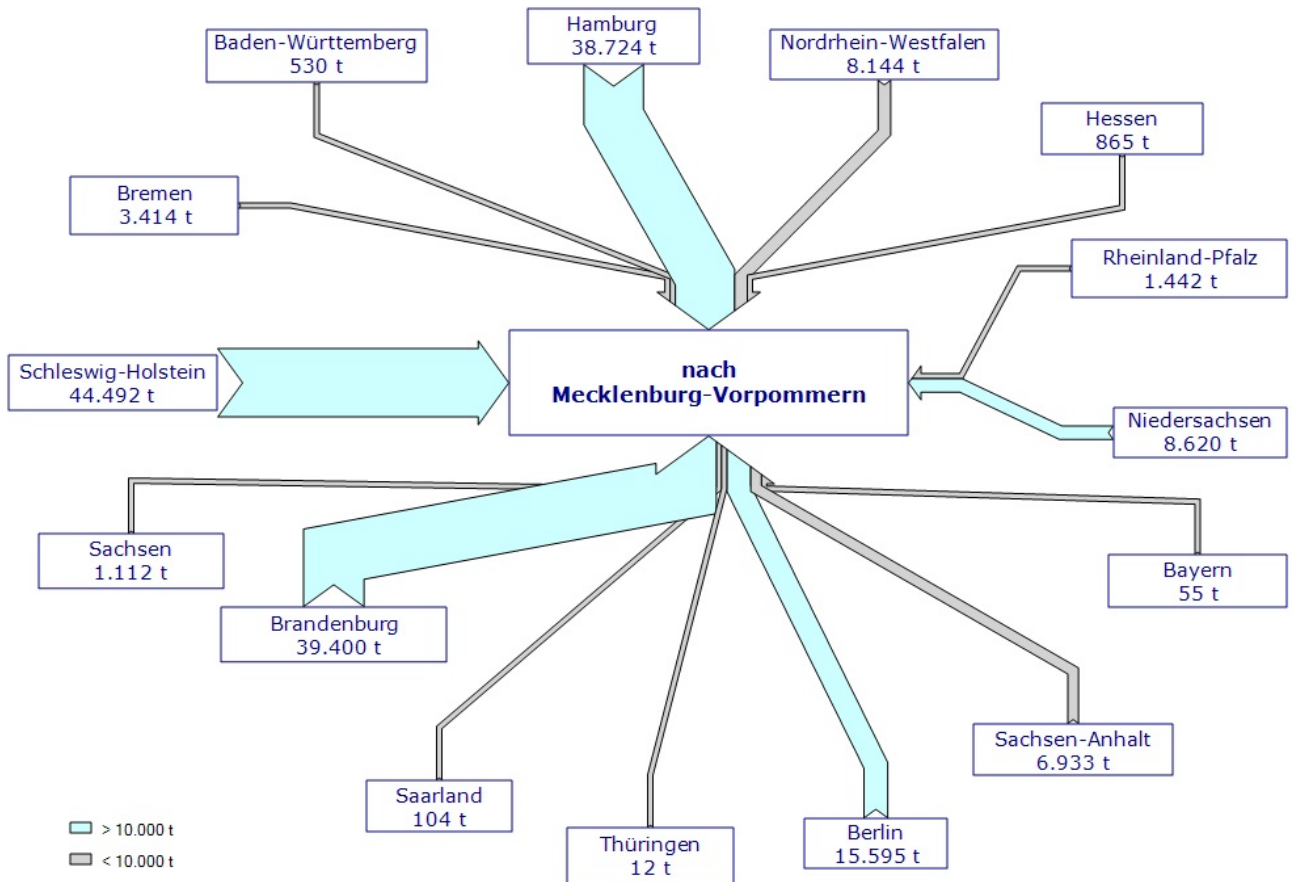 Hamburg
38.724 t
Baden-Württemberg
530 t
Nordrhein-Westfalen
8.144 t
Hessen
865 t
Bremen
3.414 t
Rheinland-Pfalz
1.442 t
Schleswig-Holstein
44.492 t
nach
Mecklenburg-Vorpommern
Niedersachsen
8.620 t
Sachsen
1.112 t
Bayern
55 t
Brandenburg
39.400 t
Sachsen-Anhalt
6.933 t
Saarland
104 t
Thüringen
12 t
Berlin
15.595 t
> 10.000 t
< 10.000 t